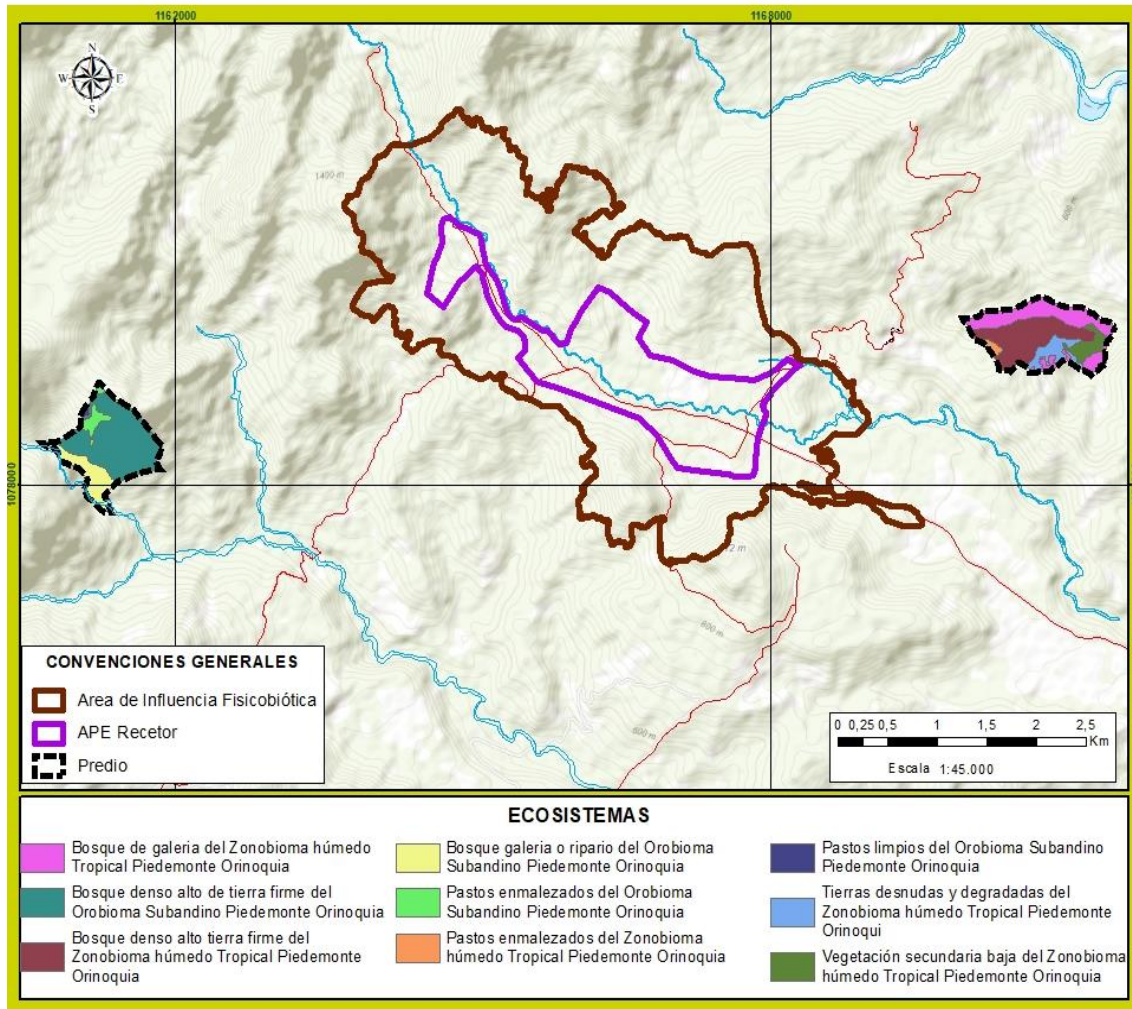 1162000
1168000
N
W E
S
1400 m
600 m
1078000
600 m
600 m
CONVENCIONES GENERALES
Area de Influencia Fisicobiótica
APE Recetor
Predio
0 0,25 0,5 1 1,5 2 2,5
Km
Escala 1:45.000
ECOSISTEMAS
Bosque de galeria del Zonobioma húmedo
Tropical Piedemonte Orinoquia
Bosque denso alto de tierra firme del
Orobioma Subandino Piedemonte Orinoquia
Bosque denso alto tierra firme del
Zonobioma húmedo Tropical Piedemonte
Orinoquia
Bosque galeria o ripario del Orobioma
Subandino Piedemonte Orinoquia
Pastos enmalezados del Orobioma
Subandino Piedemonte Orinoquia
Pastos enmalezados del Zonobioma
húmedo Tropical Piedemonte Orinoquia
Pastos limpios del Orobioma Subandino
Piedemonte Orinoquia
Tierras desnudas y degradadas del
Zonobioma húmedo Tropical Piedemonte
Orinoqui
Vegetación secundaria baja del Zonobioma
húmedo Tropical Piedemonte Orinoquia